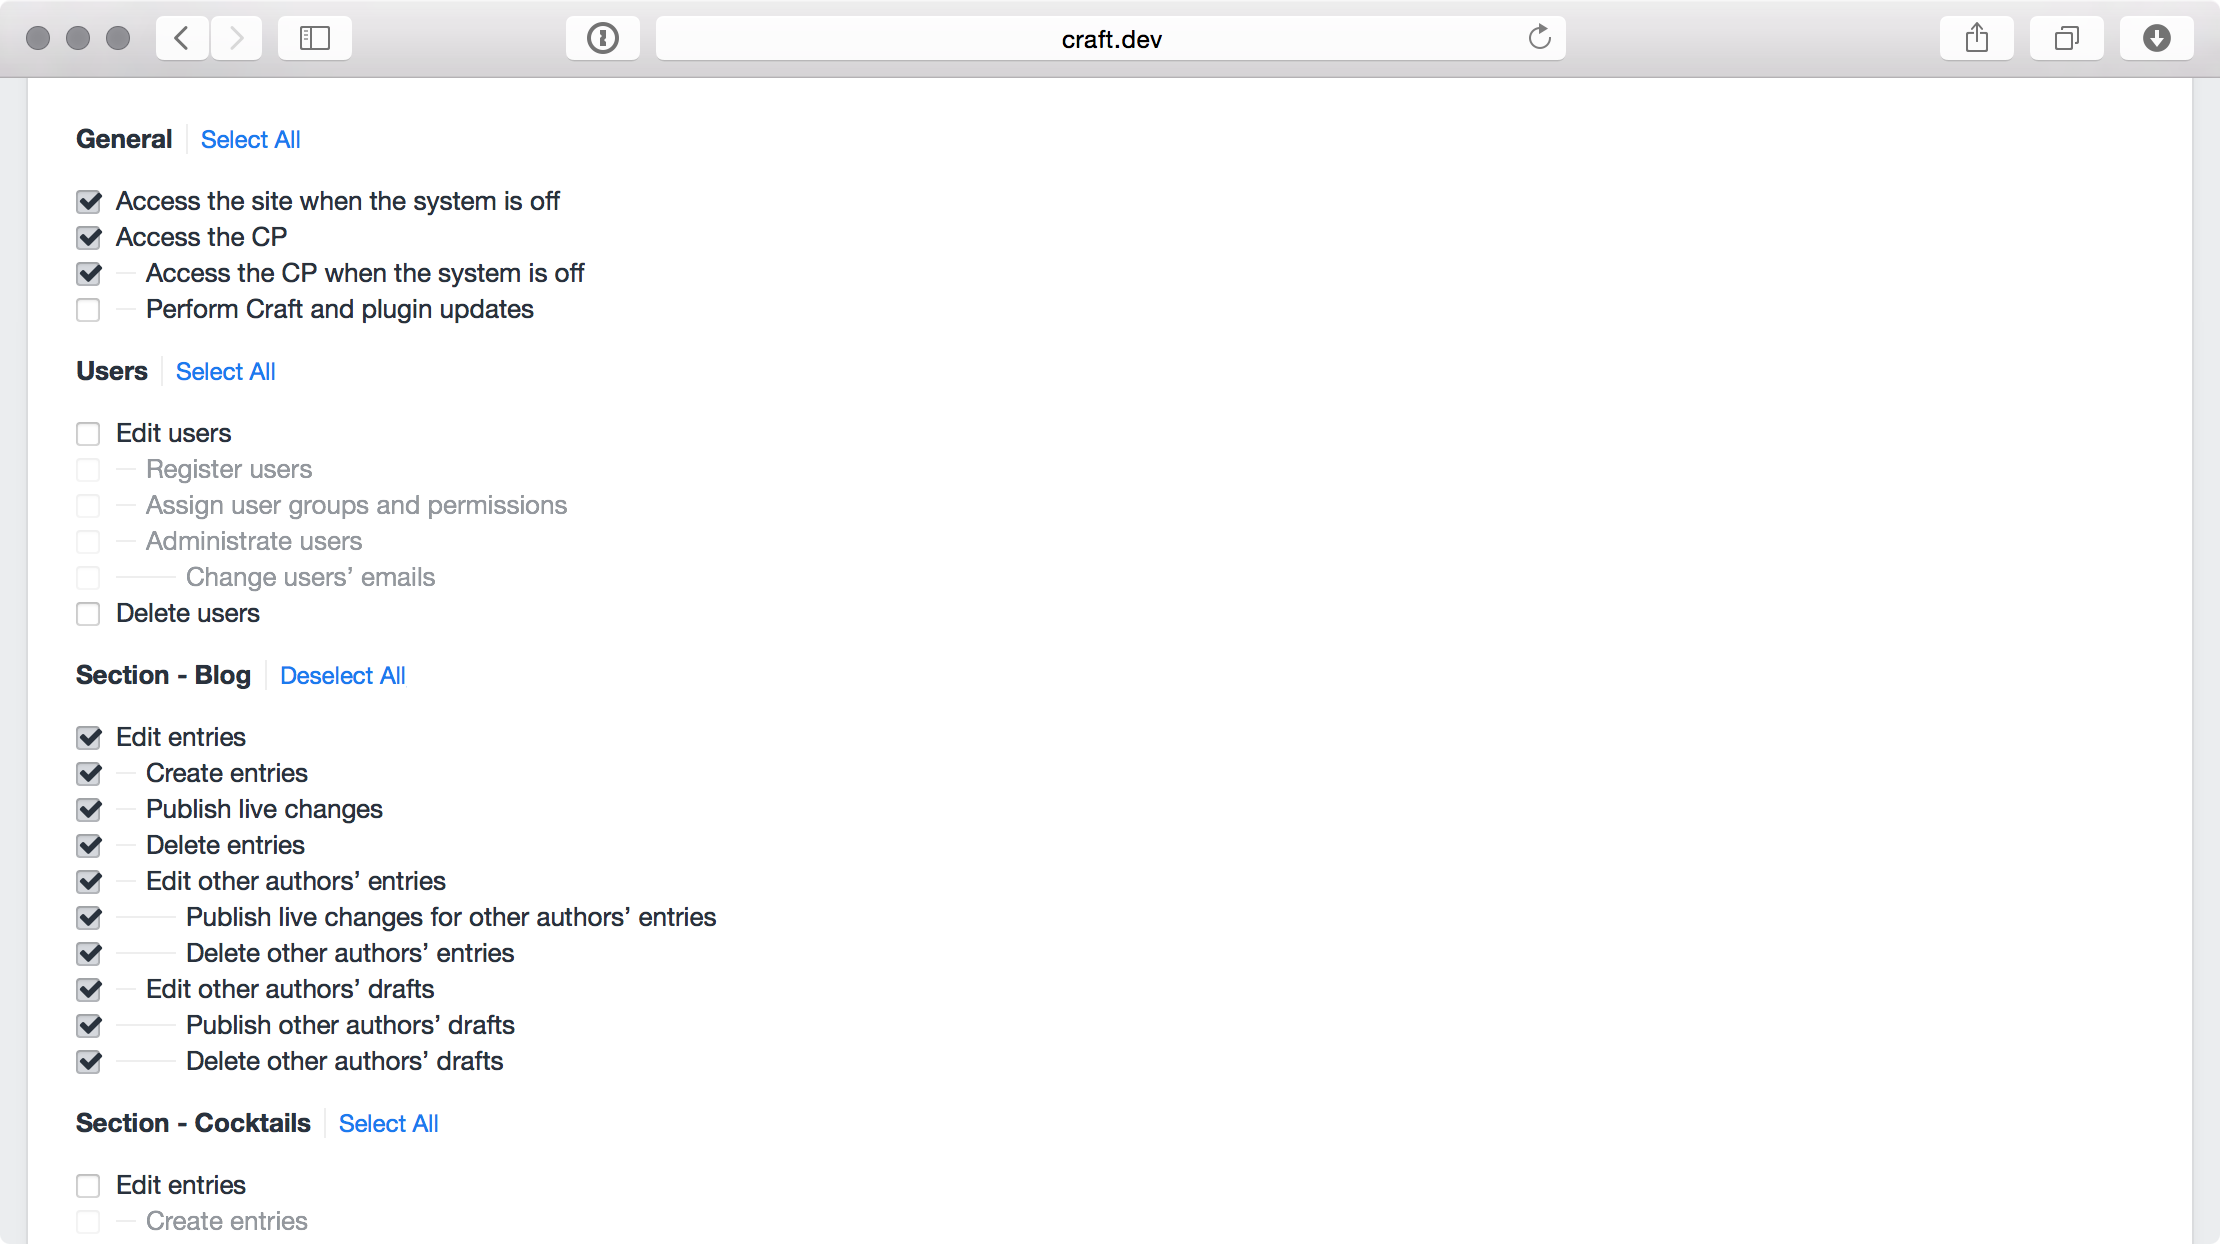 craft.dev
General Select All
Access the site when the system is off
Access the CP
Access the CP when the system is off
Perform Craft and plugin updates
Users Select All
Edit users
Register users
Assign user groups and permissions
Administrate users
Change users’ emails
Delete users
Section - Blog Deselect All
Edit entries
Create entries
Publish live changes
Delete entries
Edit other authors’ entries
Publish live changes for other authors’ entries
Delete other authors’ entries
Edit other authors’ drafts
Publish other authors’ drafts
Delete other authors’ drafts
Section - Cocktails Select All
Edit entries
Create entries